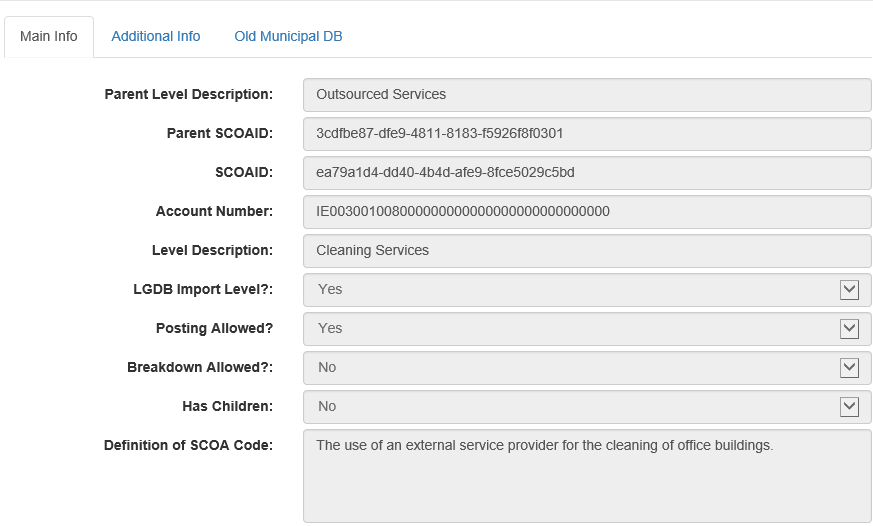 Main Info Additional Info Old Municipal DB
Parent Level Description: Outsourced Services
Parent SCOAID: 3cdfbe87-dfe9-4811-8183-f5926f8f0301
SCOAID: ea79a1d4-dd40-4b4d-afe9-8fce5029c5bd
Account Number: IE003001008000000000000000000000000000
Level Description: Cleaning Services
LGDB Import Level?: Yes
Posting Allowed? Yes
Breakdown Allowed?: No
Has Children: No
Definition of SCOA Code: The use of an external service provider for the cleaning of office buildings.